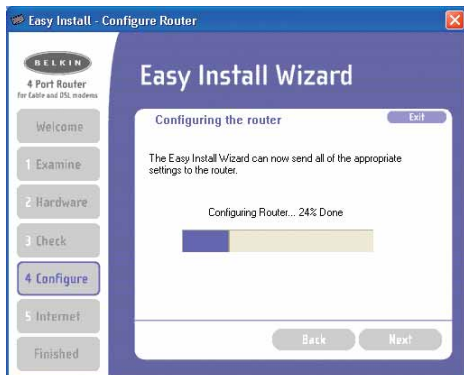 Easy Install - Configure Router
BELKIN
4 Port Router
for Cable and DSL modems
Welcome
1 Examine
2 Hardware
3 Check
4 Configure
5 Internet
Finished
Easy Install Wizard
Configuring the router
Exit
The Easy Install Wizard can now send all of the appropriate
settings to the router.
Configuring Router... 24% Done
Back
Next